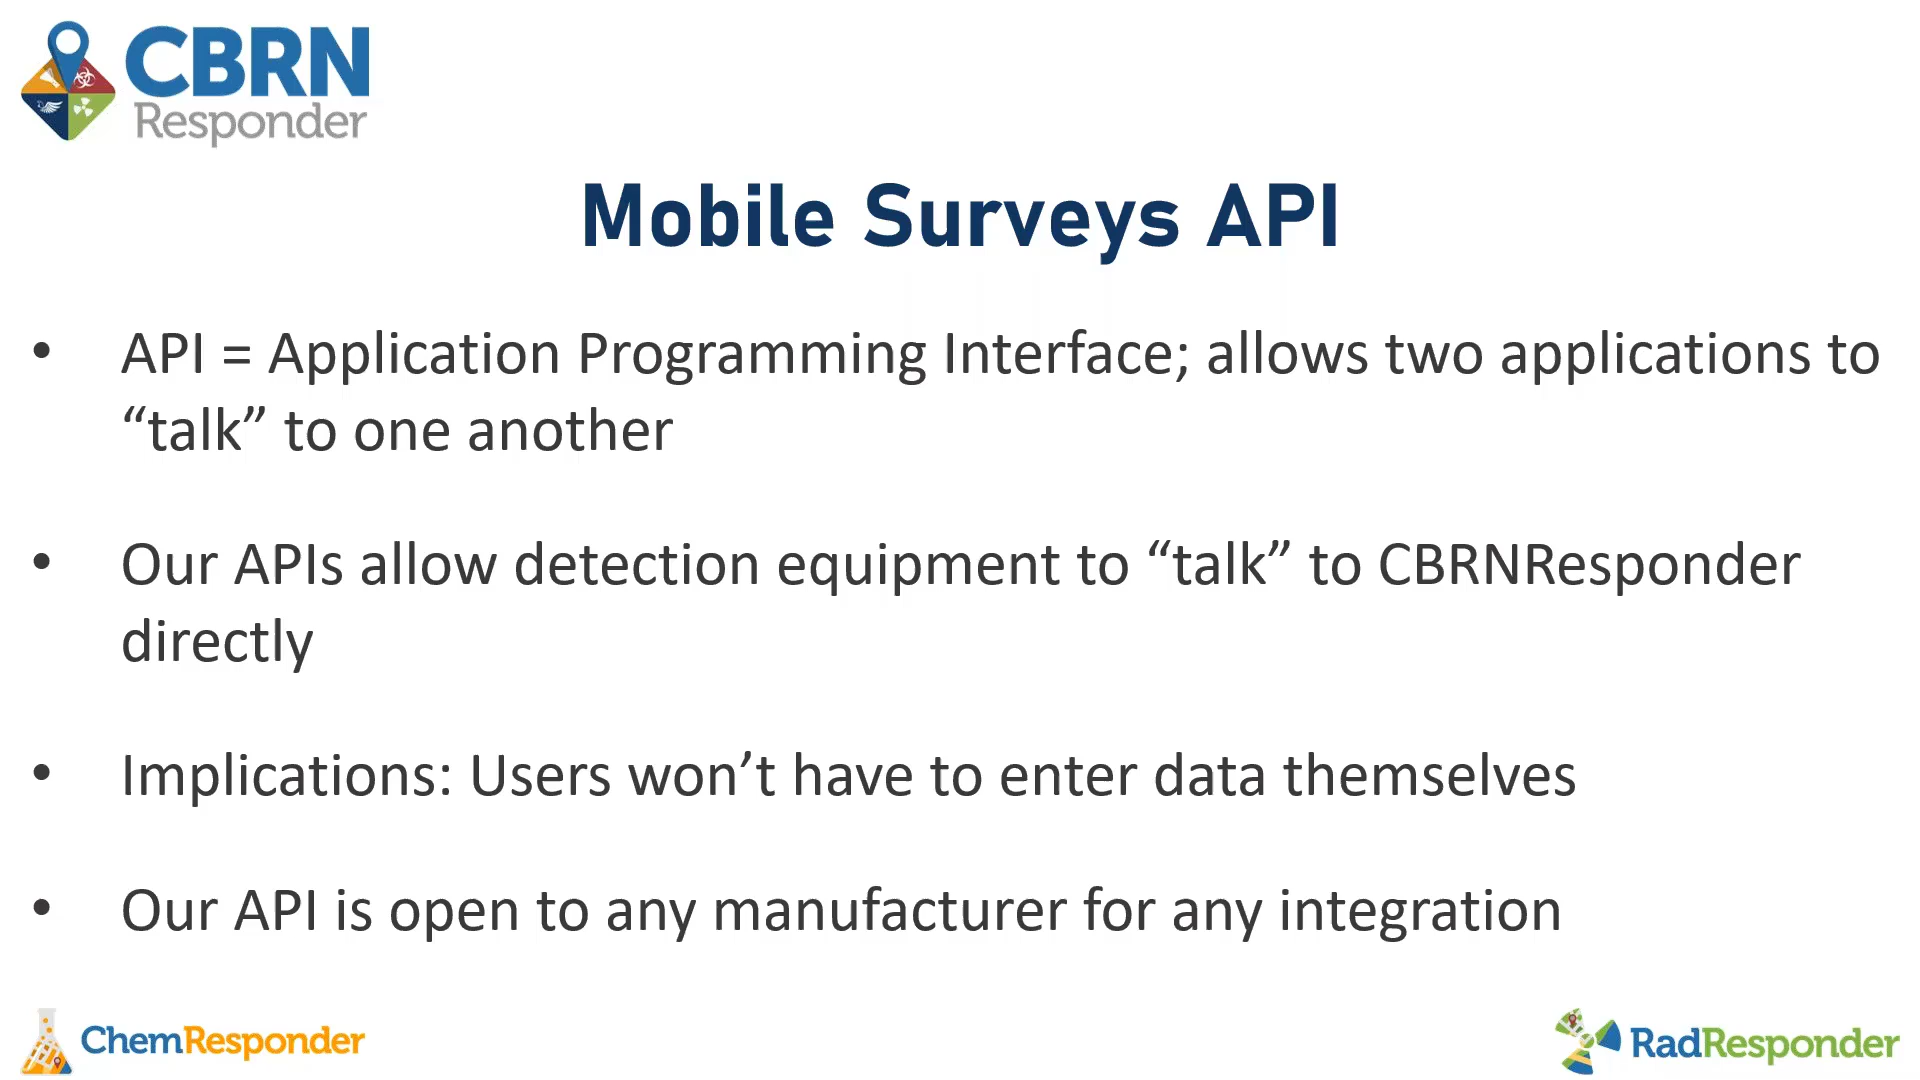 CBRN
Responder
Mobile Surveys API
• API = Application Programming Interface; allows two applications to
“talk” to one another
• Our APIs allow detection equipment to “talk” to CBRNResponder
directly
• Implications: Users won’t have to enter data themselves
• Our API is open to any manufacturer for any integration
ChemResponder
RadResponder